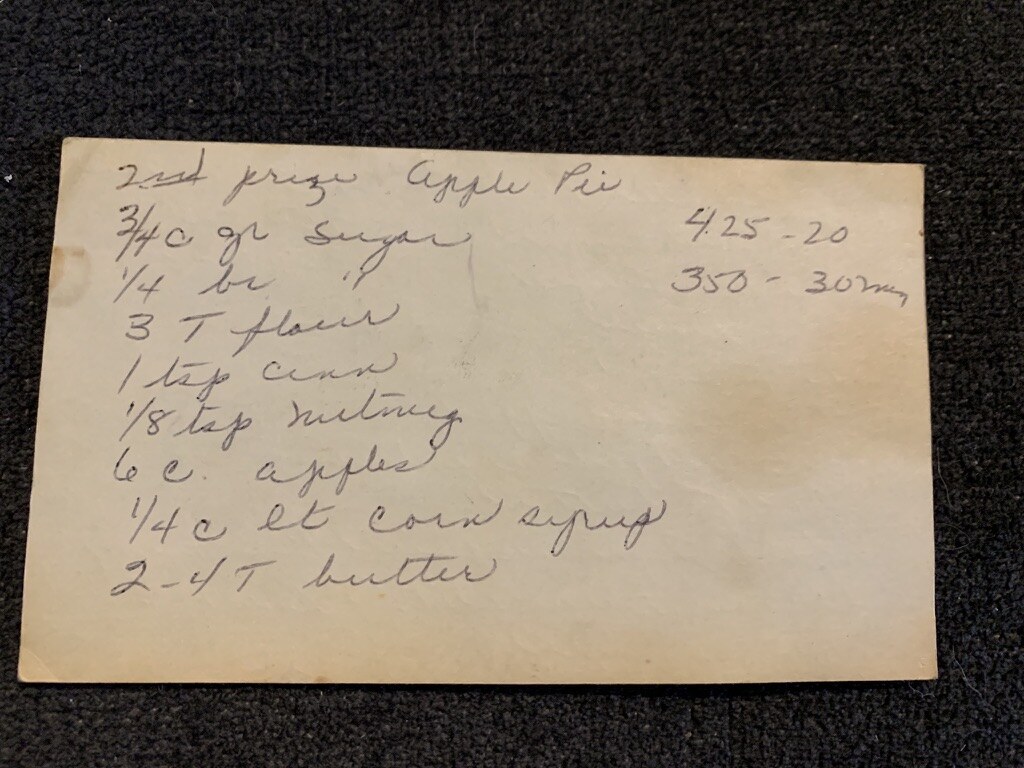 2nd prize Apple Pie
3/4 c gr Sugar
1/4 br "
3 T flour
1 tsp cinn
1/8 tsp nutmeg
6 c. apples
1/4 c lt corn syrup
2-4 T butter
425 - 20
350 - 30 min